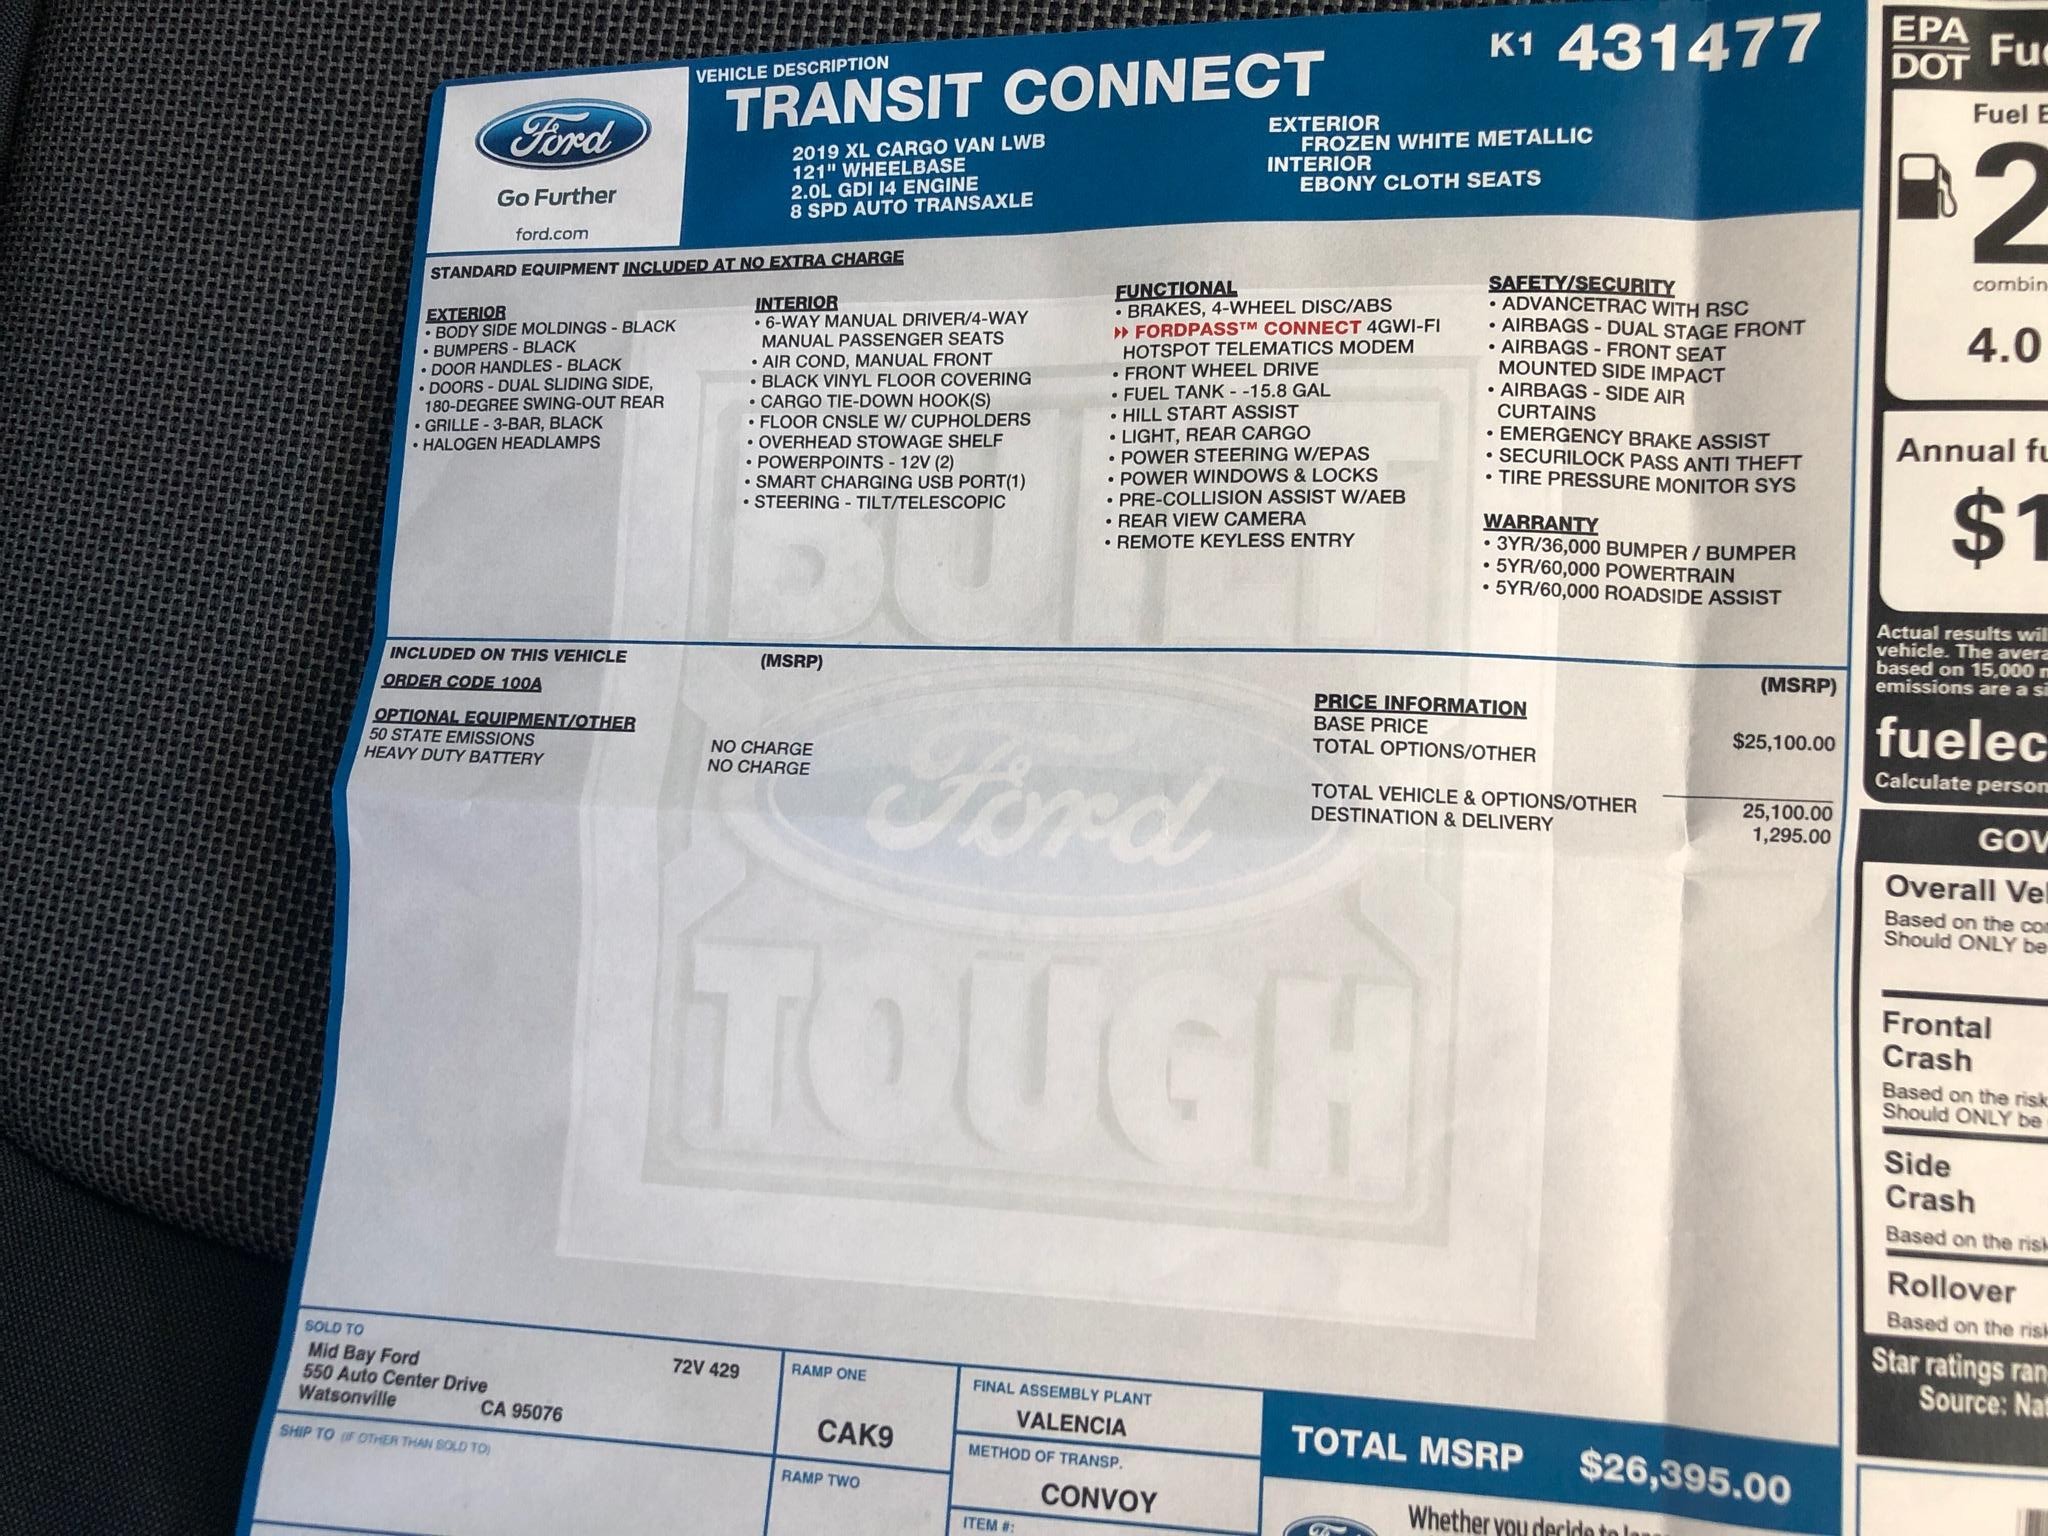 Ford
Go Further
ford.com
VEHICLE DESCRIPTION
TRANSIT CONNECT
2019 XL CARGO VAN LWB
121" WHEELBASE
2.0L GDI I4 ENGINE
8 SPD AUTO TRANSAXLE
K1 431477
EXTERIOR
FROZEN WHITE METALLIC
INTERIOR
EBONY CLOTH SEATS
STANDARD EQUIPMENT INCLUDED AT NO EXTRA CHARGE
EXTERIOR
• BODY SIDE MOLDINGS - BLACK
• BUMPERS - BLACK
• DOOR HANDLES - BLACK
• DOORS - DUAL SLIDING SIDE,
180-DEGREE SWING-OUT REAR
• GRILLE - 3-BAR, BLACK
• HALOGEN HEADLAMPS
INTERIOR
• 6-WAY MANUAL DRIVER/4-WAY
MANUAL PASSENGER SEATS
• AIR COND, MANUAL FRONT
• BLACK VINYL FLOOR COVERING
• CARGO TIE-DOWN HOOK(S)
• FLOOR CNSLE W/ CUPHOLDERS
• OVERHEAD STOWAGE SHELF
• POWERPOINTS - 12V (2)
• SMART CHARGING USB PORT(1)
• STEERING - TILT/TELESCOPIC
FUNCTIONAL
• BRAKES, 4-WHEEL DISC/ABS
FORDPASS™ CONNECT 4GWI-FI
HOTSPOT TELEMATICS MODEM
• FRONT WHEEL DRIVE
• FUEL TANK - -15.8 GAL
• HILL START ASSIST
• LIGHT, REAR CARGO
• POWER STEERING W/EPAS
• POWER WINDOWS & LOCKS
• PRE-COLLISION ASSIST W/AEB
• REAR VIEW CAMERA
• REMOTE KEYLESS ENTRY
SAFETY/SECURITY
• ADVANCETRAC WITH RSC
• AIRBAGS - DUAL STAGE FRONT
• AIRBAGS - FRONT SEAT
MOUNTED SIDE IMPACT
• AIRBAGS - SIDE AIR
CURTAINS
• EMERGENCY BRAKE ASSIST
• SECURILOCK PASS ANTI THEFT
• TIRE PRESSURE MONITOR SYS
WARRANTY
• 3YR/36,000 BUMPER / BUMPER
• 5YR/60,000 POWERTRAIN
• 5YR/60,000 ROADSIDE ASSIST
INCLUDED ON THIS VEHICLE (MSRP)
ORDER CODE 100A
OPTIONAL EQUIPMENT/OTHER
50 STATE EMISSIONS NO CHARGE
HEAVY DUTY BATTERY NO CHARGE
(MSRP)
PRICE INFORMATION
BASE PRICE $25,100.00
TOTAL OPTIONS/OTHER
TOTAL VEHICLE & OPTIONS/OTHER 25,100.00
DESTINATION & DELIVERY 1,295.00
BUILT
Ford
TOUGH
SOLD TO
Mid Bay Ford 72V 429
550 Auto Center Drive
Watsonville CA 95076
SHIP TO (IF OTHER THAN SOLD TO)
RAMP ONE
CAK9
RAMP TWO
FINAL ASSEMBLY PLANT
VALENCIA
METHOD OF TRANSP.
CONVOY
ITEM #:
TOTAL MSRP $26,395.00
Whether you decide to
EPA
DOT
Fuel E
2
combin
4.0
Annual fu
$1
Actual results will
vehicle. The avera
based on 15,000 m
emissions are a si
fuelec
Calculate person
GOV
Overall Veh
Based on the co
Should ONLY be
Frontal
Crash
Based on the risk
Should ONLY be
Side
Crash
Based on the risk
Rollover
Based on the risk
Star ratings ran
Source: Nat